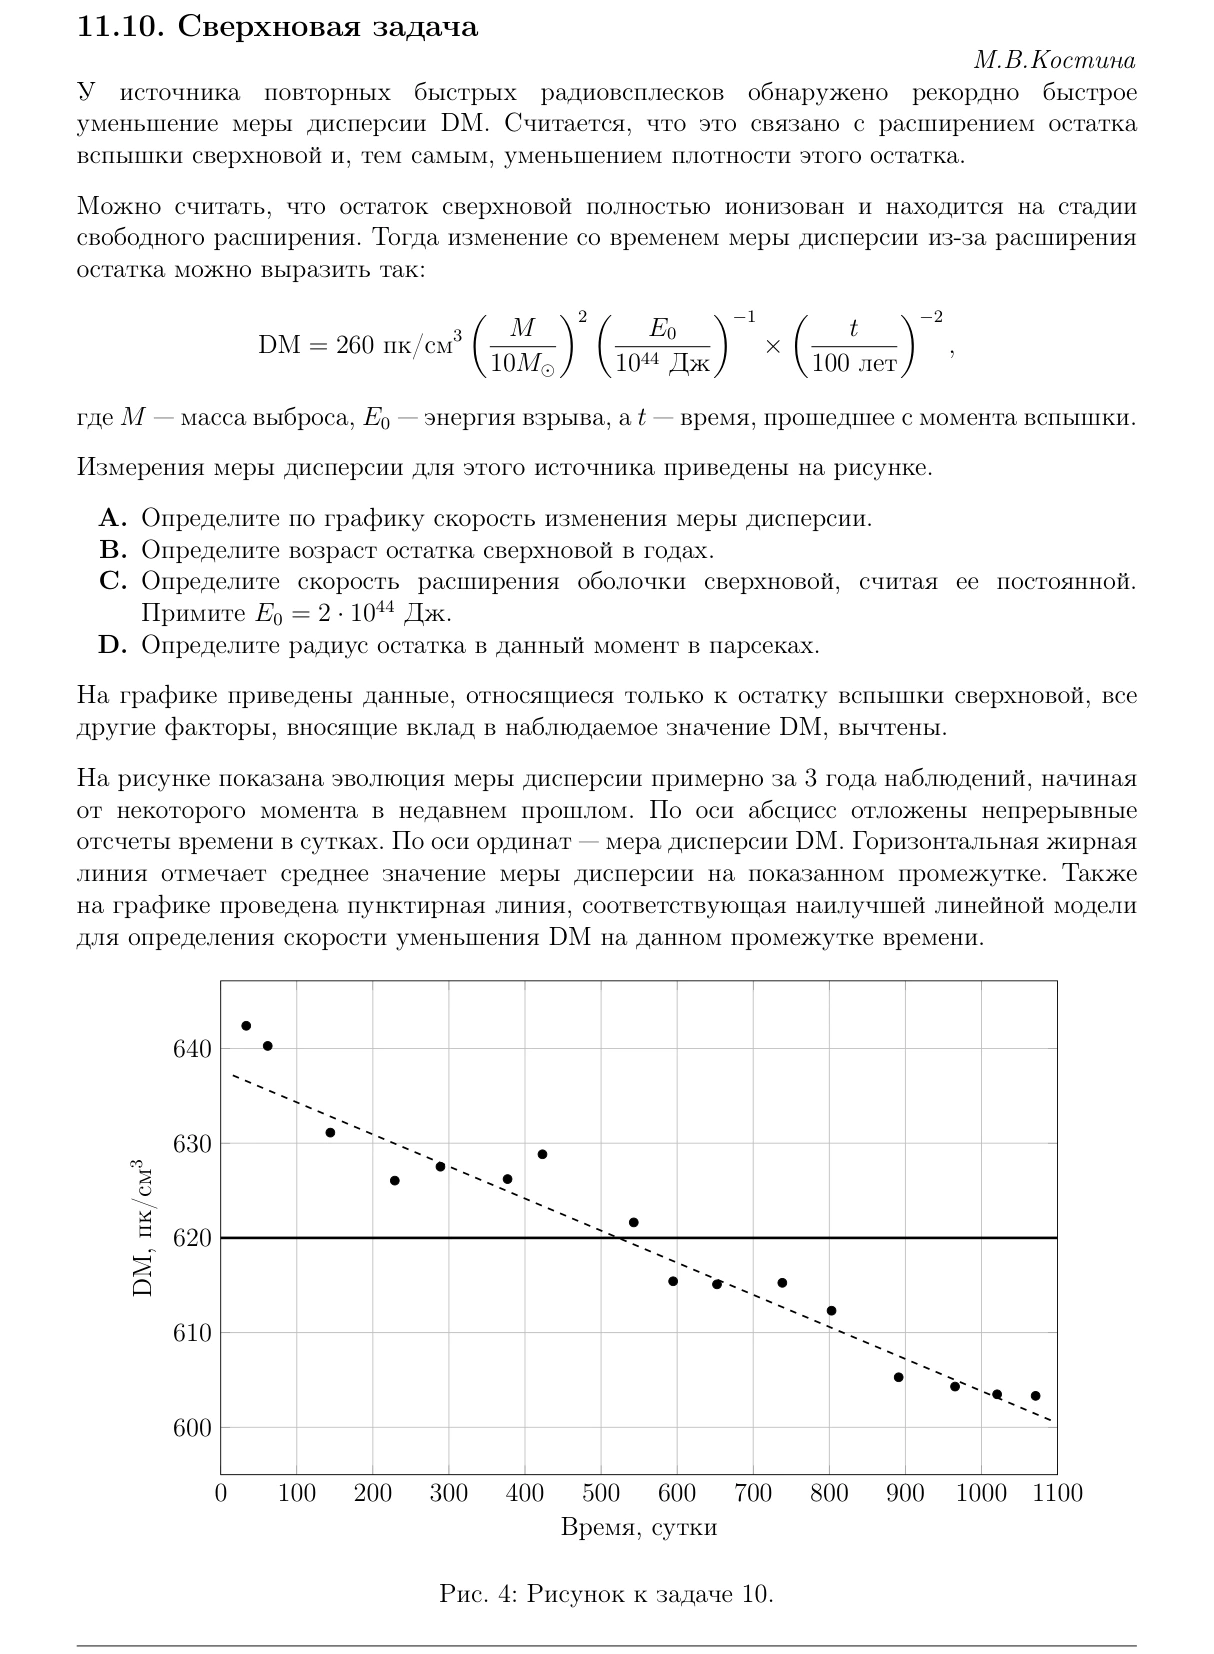 11.10. Сверхновая задача
М.В.Костина
У источника повторных быстрых радиовсплесков обнаружено рекордно быстрое
уменьшение меры дисперсии DM. Считается, что это связано с расширением остатка
вспышки сверхновой и, тем самым, уменьшением плотности этого остатка.
Можно считать, что остаток сверхновой полностью ионизован и находится на стадии
свободного расширения. Тогда изменение со временем меры дисперсии из-за расширения
остатка можно выразить так:
DM = 260 пк/см³ (M / 10M☉)² (E₀ / 10⁴⁴ Дж)⁻¹ × (t / 100 лет)⁻²,
где M — масса выброса, E₀ — энергия взрыва, а t — время, прошедшее с момента вспышки.
Измерения меры дисперсии для этого источника приведены на рисунке.
A. Определите по графику скорость изменения меры дисперсии.
B. Определите возраст остатка сверхновой в годах.
C. Определите скорость расширения оболочки сверхновой, считая ее постоянной.
Примите E₀ = 2 · 10⁴⁴ Дж.
D. Определите радиус остатка в данный момент в парсеках.
На графике приведены данные, относящиеся только к остатку вспышки сверхновой, все
другие факторы, вносящие вклад в наблюдаемое значение DM, вычтены.
На рисунке показана эволюция меры дисперсии примерно за 3 года наблюдений, начиная
от некоторого момента в недавнем прошлом. По оси абсцисс отложены непрерывные
отсчеты времени в сутках. По оси ординат — мера дисперсии DM. Горизонтальная жирная
линия отмечает среднее значение меры дисперсии на показанном промежутке. Также
на графике проведена пунктирная линия, соответствующая наилучшей линейной модели
для определения скорости уменьшения DM на данном промежутке времени.
DM, пк/см³
640
630
620
610
600
0 100 200 300 400 500 600 700 800 900 1000 1100
Время, сутки
Рис. 4: Рисунок к задаче 10.